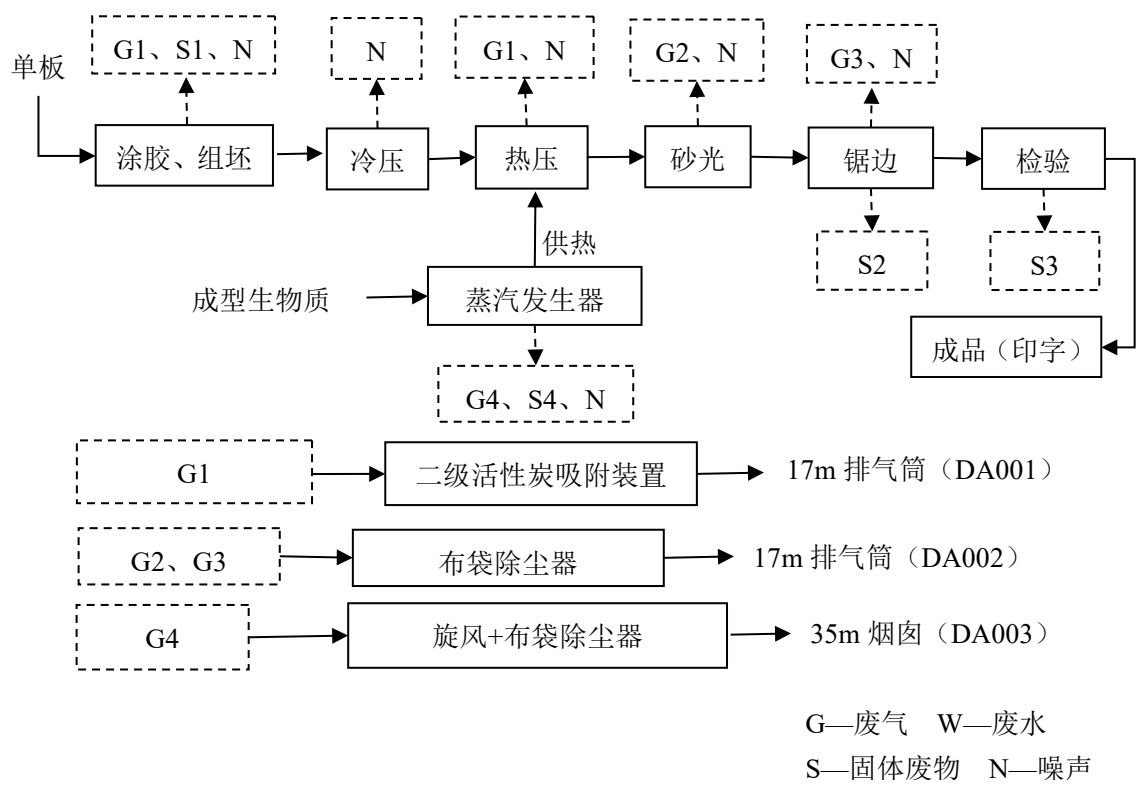 G1、S1、N
N
G1、N
G2、N
G3、N
单板
涂胶、组坯
冷压
热压
砂光
锯边
检验
供热
S2
S3
成型生物质
蒸汽发生器
成品（印字）
G4、S4、N
G1
二级活性炭吸附装置
17m 排气筒（DA001）
G2、G3
布袋除尘器
17m 排气筒（DA002）
G4
旋风+布袋除尘器
35m 烟囱（DA003）
G—废气 W—废水
S—固体废物 N—噪声